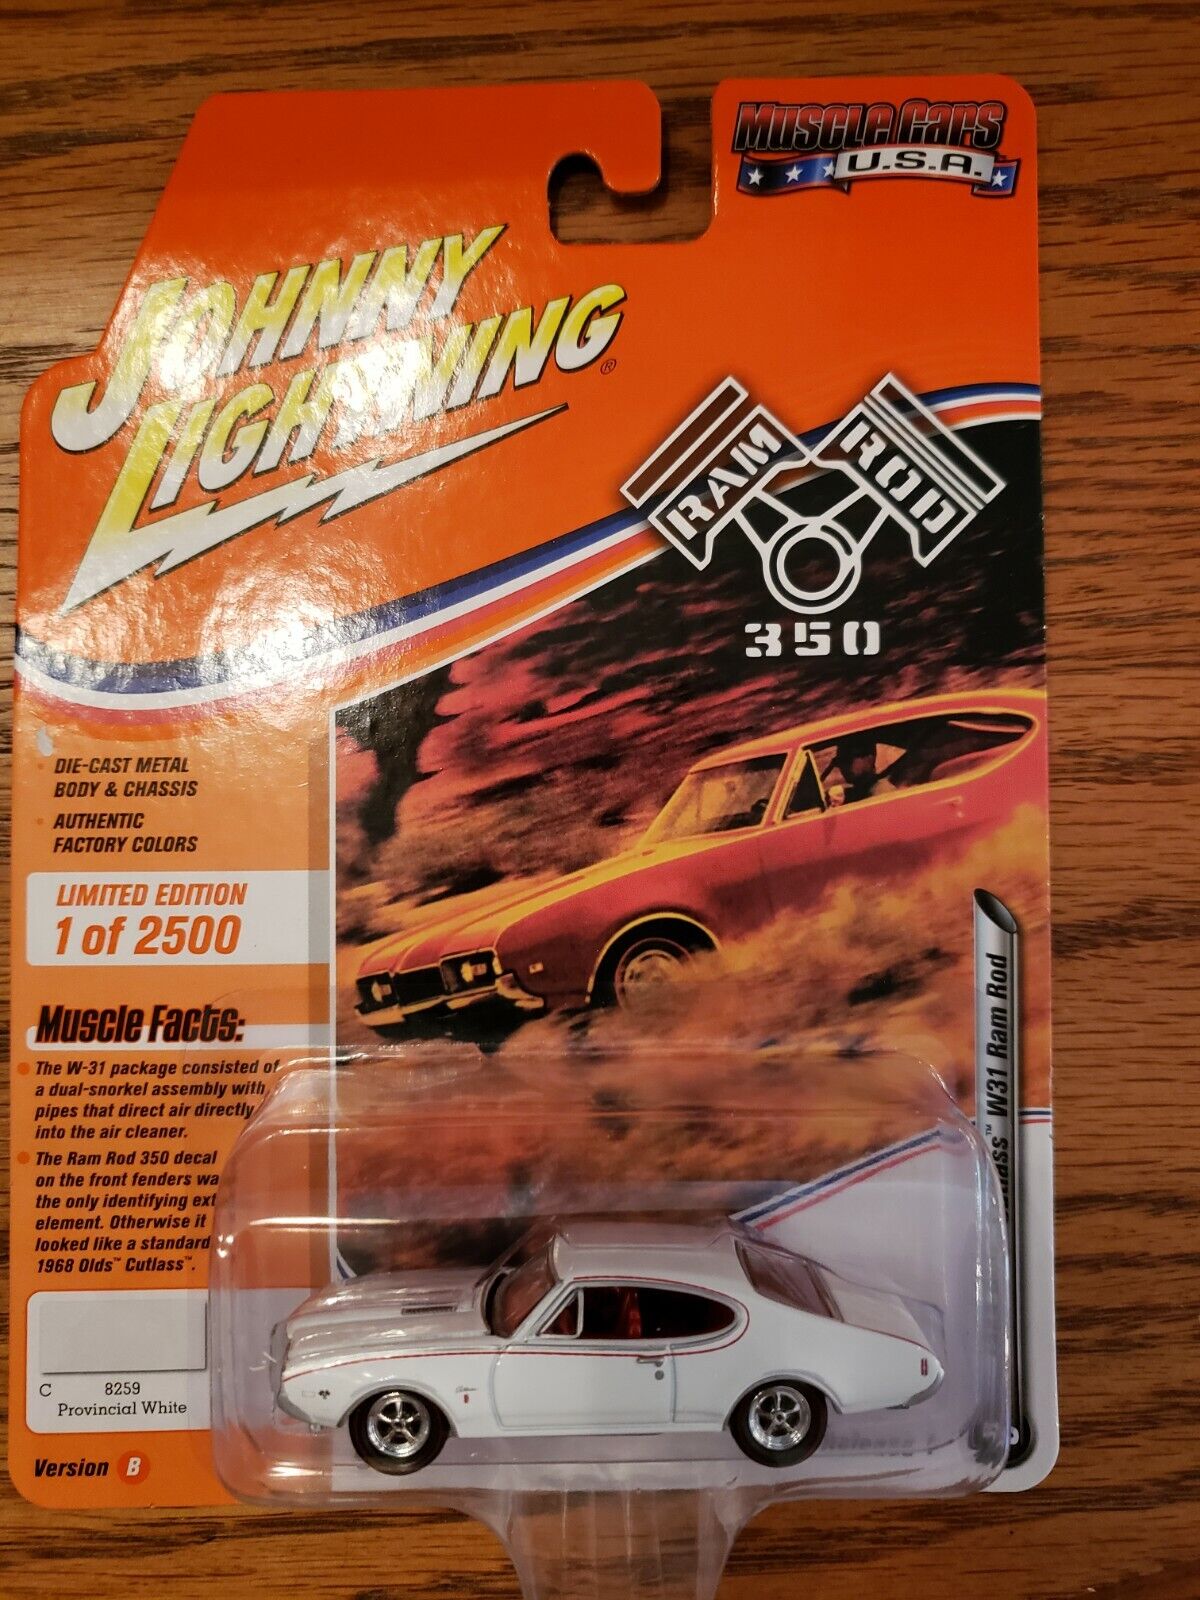 Muscle Cars
U.S.A.
JOHNNY
LIGHTNING®
RAM ROD
350
DIE-CAST METAL
BODY & CHASSIS
AUTHENTIC
FACTORY COLORS
LIMITED EDITION
1 of 2500
Muscle Facts:
The W-31 package consisted of
a dual-snorkel assembly with
pipes that direct air directly
into the air cleaner.
The Ram Rod 350 decal
on the front fenders wa
the only identifying ext
element. Otherwise it
looked like a standard
1968 Olds™ Cutlass™.
C 8259
Provincial White
Version B
™ W31 Ram Rod